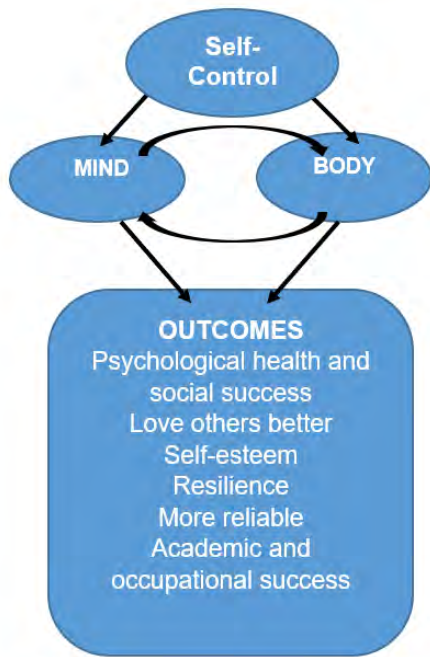 Self-
Control
MIND
BODY
OUTCOMES
Psychological health and
social success
Love others better
Self-esteem
Resilience
More reliable
Academic and
occupational success